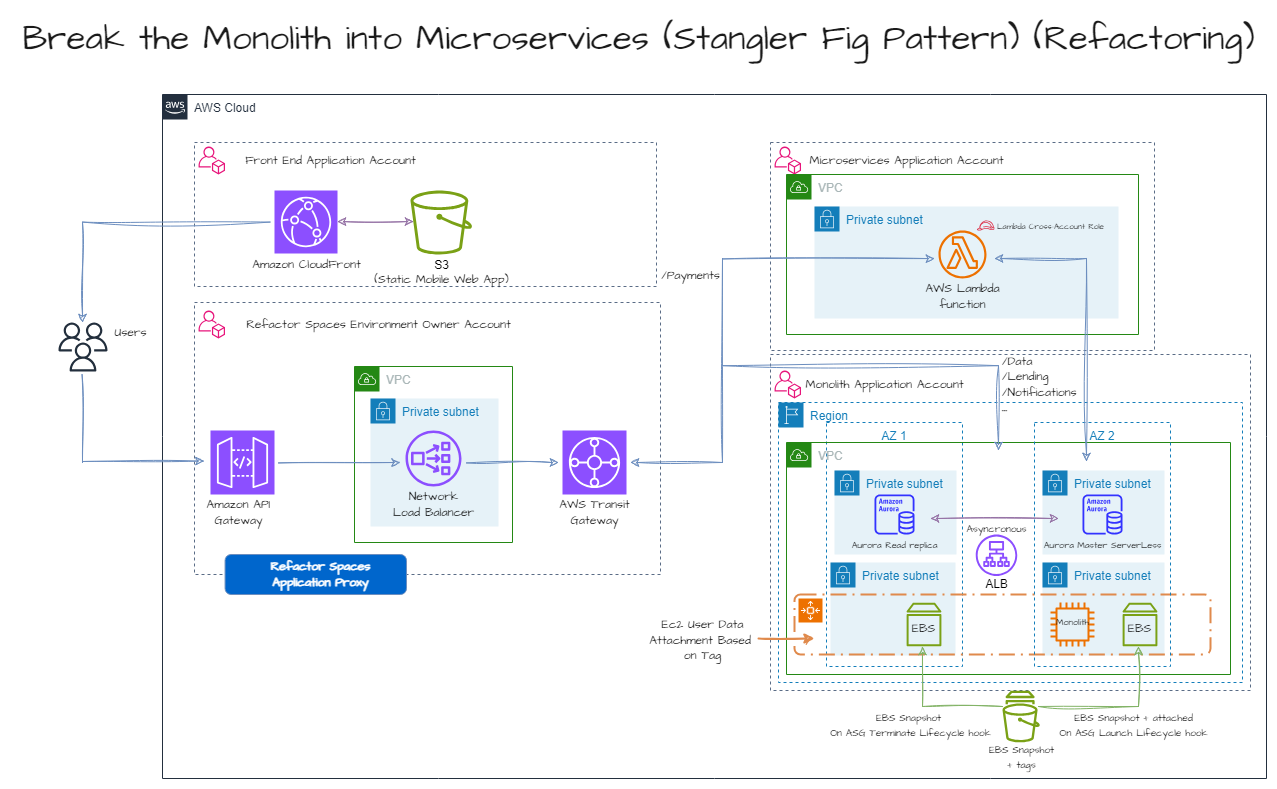 Break the Monolith into Microservices (Stangler Fig Pattern) (Refactoring)
aws
AWS Cloud
Front End Application Account
Amazon CloudFront
S3
(Static Mobile Web App)
Users
Refactor Spaces Environment Owner Account
VPC
Private subnet
Network
Load Balancer
Amazon API
Gateway
AWS Transit
Gateway
Refactor Spaces
Application Proxy
/Payments
Microservices Application Account
VPC
Private subnet
Lambda Cross-Account Role
AWS Lambda
function
/Data
/Lending
/Notifications
...
Monolith Application Account
Region
AZ 1
AZ 2
VPC
Private subnet
Amazon
Aurora
Aurora Read replica
Asyncronous
ALB
Private subnet
Amazon
Aurora
Aurora Master ServerLess
Private subnet
EBS
Private subnet
Monolith
EBS
Ec2 User Data
Attachment Based
on Tag
EBS Snapshot
On ASG Terminate Lifecycle hook
EBS Snapshot
+ tags
EBS Snapshot + attached
On ASG Launch Lifecycle hook